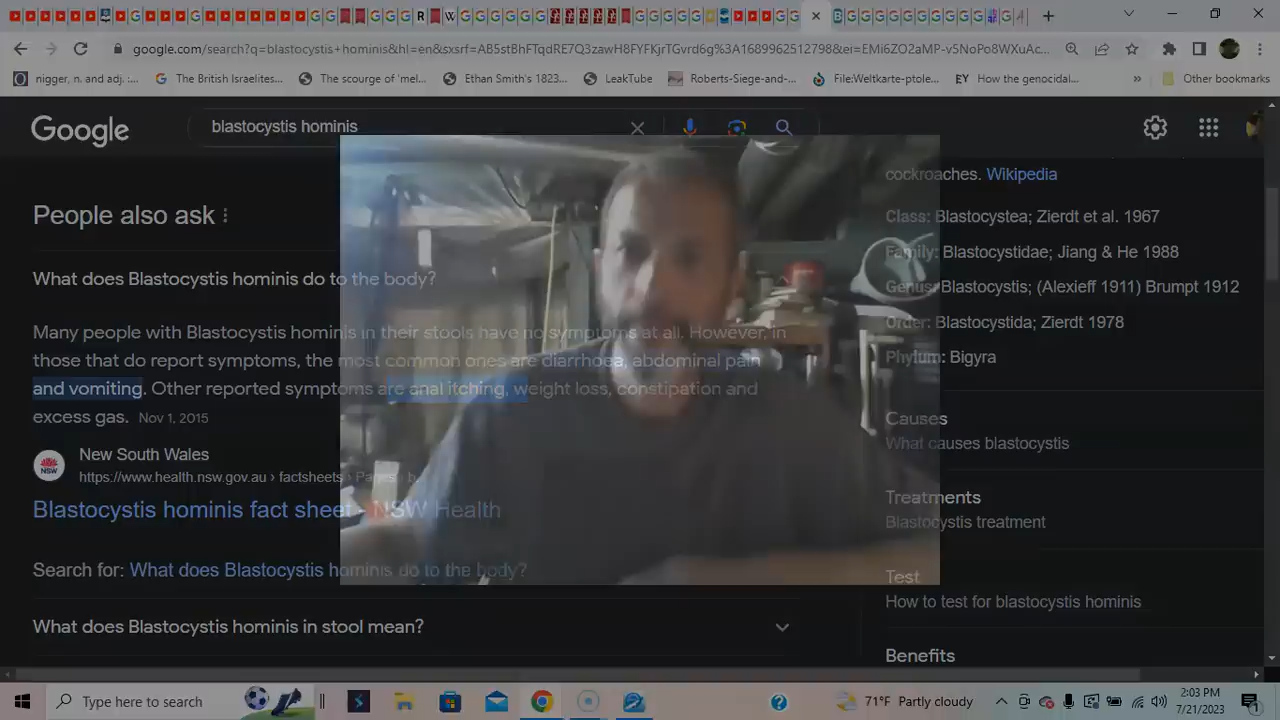 google.com/search?q=blastocystis+hominis&hl=en&sxsrf=AB5stBhFTqdRE7Q3zawH8FYFKjrTGvrd6g%3A1689962512798&ei=EMi6ZO2aMP-v5NoPo8WXuAc...
nigger, n. and adj. :...
The British Israelites...
The scourge of 'mel...
Ethan Smith's 1823...
LeakTube
Roberts-Siege-and-...
File:Weltkarte-ptole...
EY How the genocidal...
»
Other bookmarks
Google
blastocystis hominis
cockroaches. Wikipedia
Class: Blastocystea; Zierdt et al. 1967
Family: Blastocystidae; Jiang & He 1988
Genus: Blastocystis; (Alexieff 1911) Brumpt 1912
Order: Blastocystida; Zierdt 1978
Phylum: Bigyra
Causes
What causes blastocystis
Treatments
Blastocystis treatment
Test
How to test for blastocystis hominis
Benefits
People also ask
What does Blastocystis hominis do to the body?
Many people with Blastocystis hominis in their stools have no symptoms at all. However, in
those that do report symptoms, the most common ones are diarrhoea, abdominal pain
and vomiting. Other reported symptoms are anal itching, weight loss, constipation and
excess gas. Nov 1, 2015
NSW
New South Wales
https://www.health.nsw.gov.au › factsheets › Pages › b...
Blastocystis hominis fact sheet - NSW Health
Search for: What does Blastocystis hominis do to the body?
What does Blastocystis hominis in stool mean?
Type here to search
71°F Partly cloudy
2:03 PM
7/21/2023